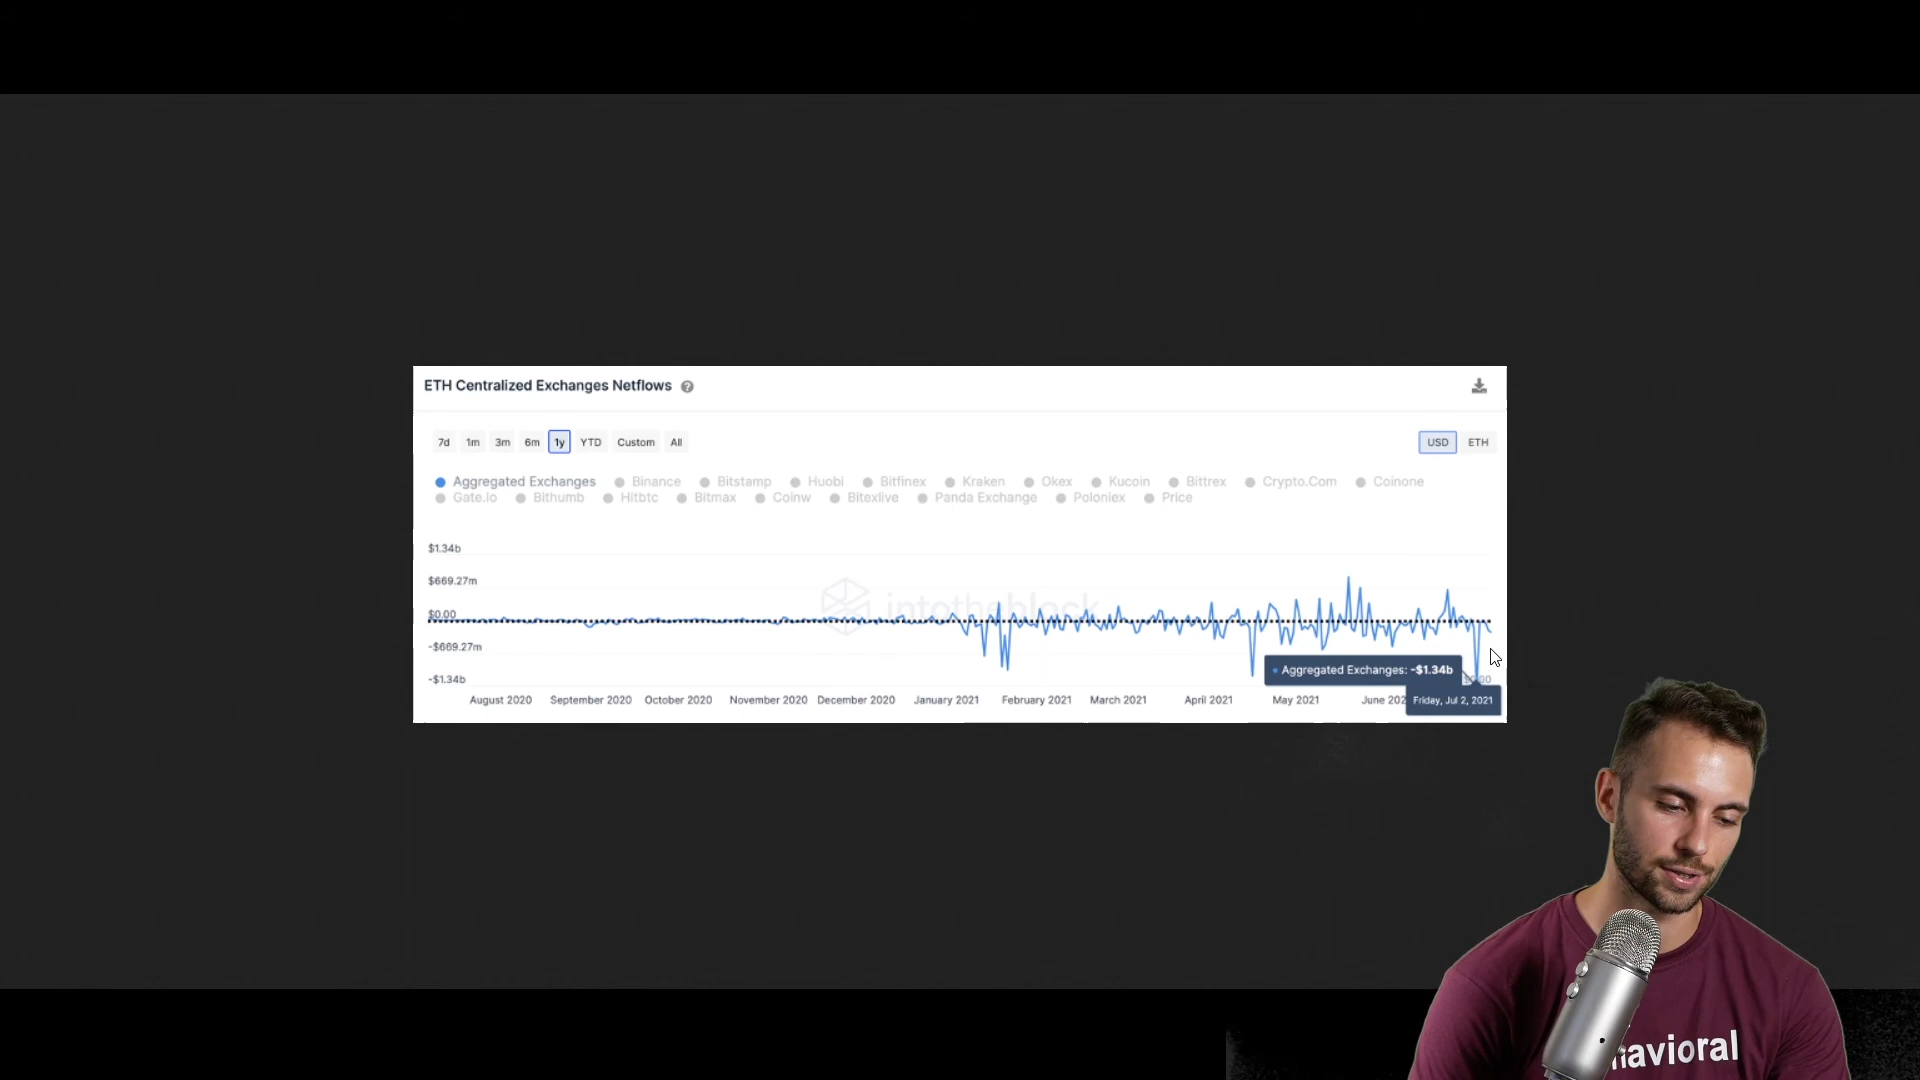 ETH Centralized Exchanges Netflows ?
7d 1m 3m 6m 1y YTD Custom All USD ETH
Aggregated Exchanges Binance Bitstamp Huobi Bitfinex Kraken Okex Kucoin Bittrex Crypto.Com Coinone
Gate.io Bithumb Hitbtc Bitmax Coinw Bitexlive Panda Exchange Poloniex Price
$1.34b
$669.27m
intotheblock
$0.00
-$669.27m
Aggregated Exchanges: -$1.34b
-$1.34b
August 2020 September 2020 October 2020 November 2020 December 2020 January 2021 February 2021 March 2021 April 2021 May 2021 June 202
Friday, Jul 2, 2021
avioral